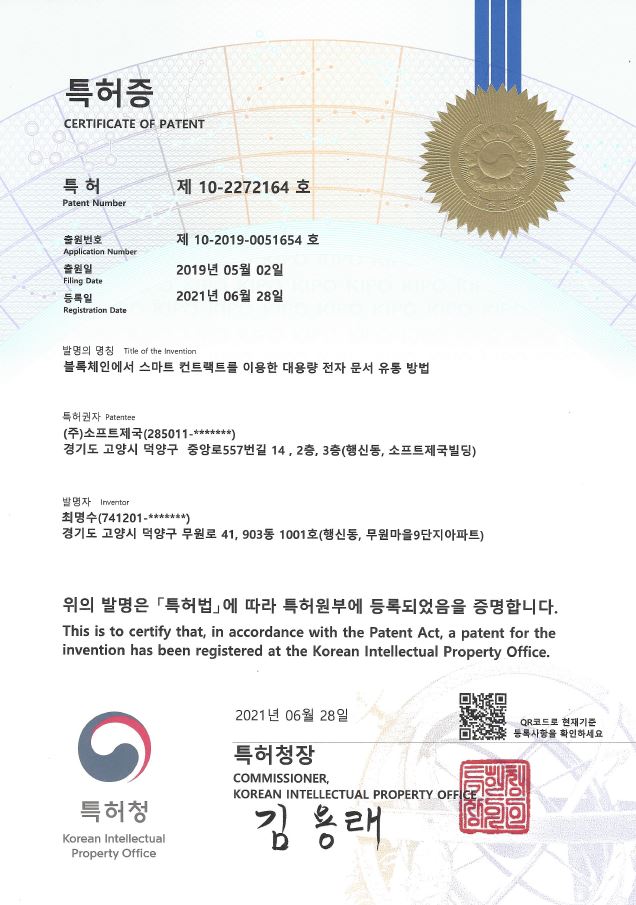 특허증
CERTIFICATE OF PATENT
특 허 제 10-2272164 호
Patent Number
출원번호 제 10-2019-0051654 호
Application Number
출원일 2019년 05월 02일
Filing Date
등록일 2021년 06월 28일
Registration Date
발명의 명칭 Title of the Invention
블록체인에서 스마트 컨트랙트를 이용한 대용량 전자 문서 유통 방법
특허권자 Patentee
(주)소프트제국(285011-*******)
경기도 고양시 덕양구 중앙로557번길 14 , 2층, 3층(행신동, 소프트제국빌딩)
발명자 Inventor
최명수(741201-*******)
경기도 고양시 덕양구 무원로 41, 903동 1001호(행신동, 무원마을9단지아파트)
위의 발명은 「특허법」에 따라 특허원부에 등록되었음을 증명합니다.
This is to certify that, in accordance with the Patent Act, a patent for the
invention has been registered at the Korean Intellectual Property Office.
2021년 06월 28일
QR코드로 현재기준
등록사항을 확인하세요
특허청장
COMMISSIONER,
KOREAN INTELLECTUAL PROPERTY OFFICE
김용래
특허청
Korean Intellectual
Property Office